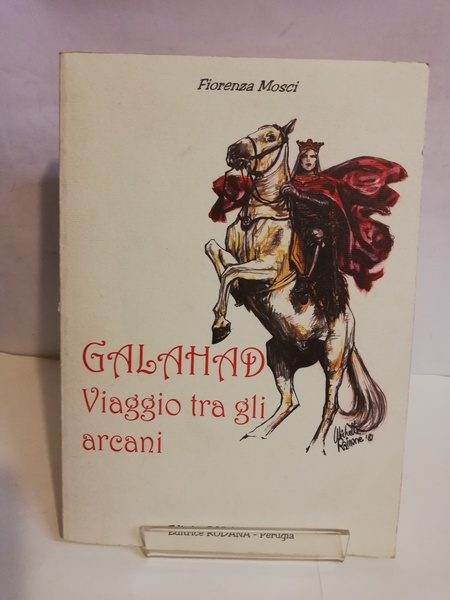 Fiorenza Mosci
GALAHAD
Viaggio tra gli
arcani
Editrice RODANA - Perugia